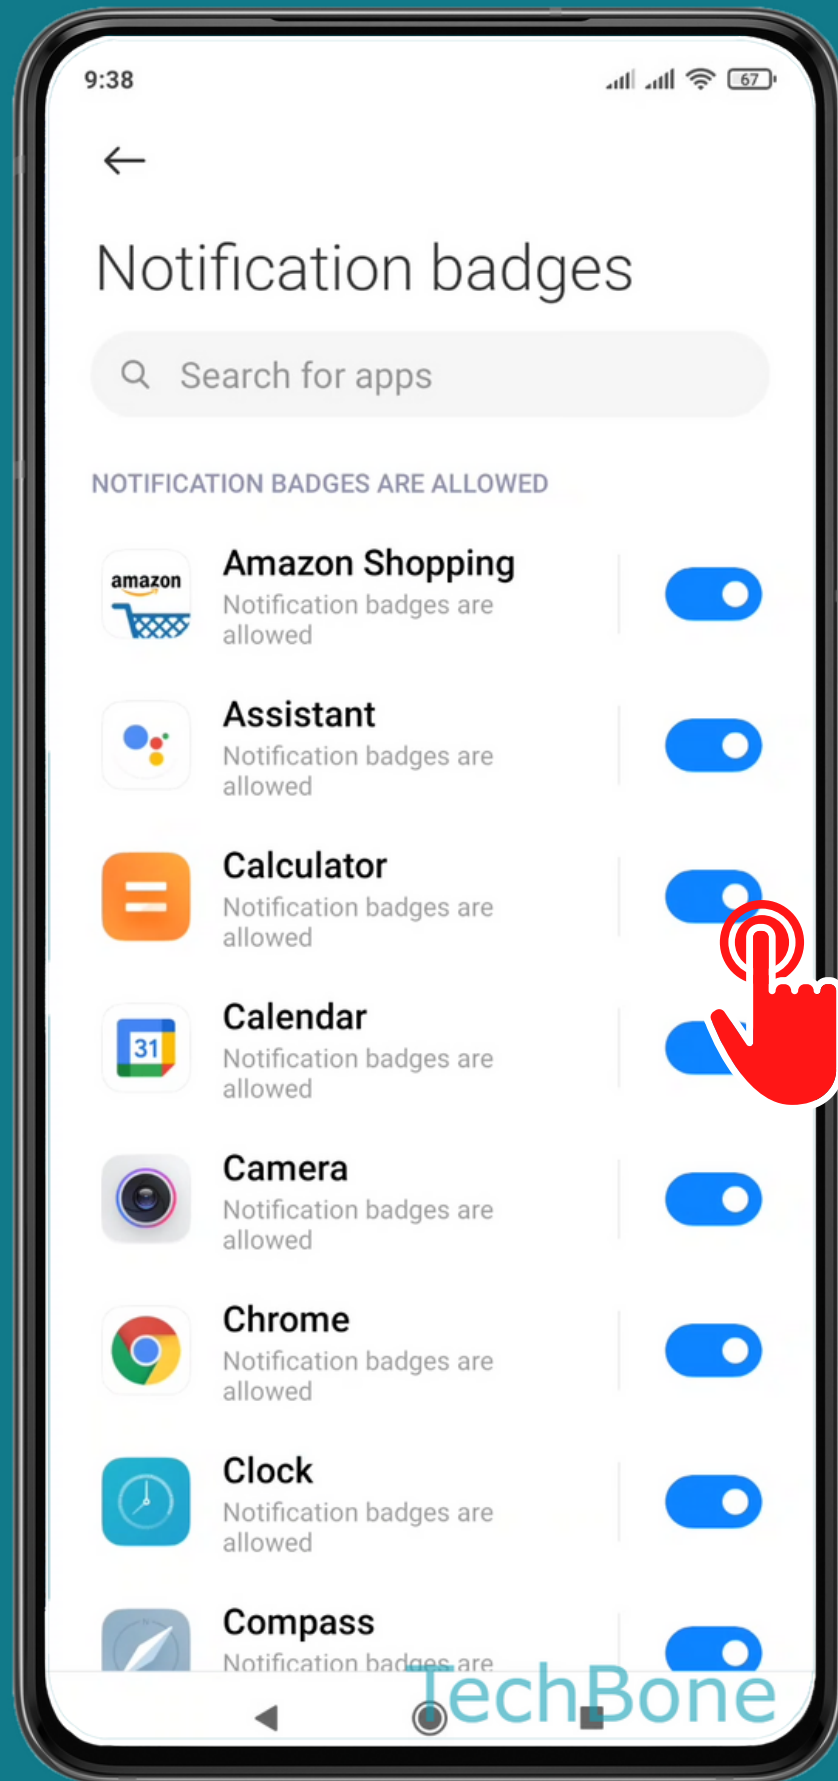 9:38
67
Notification badges
Search for apps
NOTIFICATION BADGES ARE ALLOWED
amazon
Amazon Shopping
Notification badges are
allowed
Assistant
Notification badges are
allowed
Calculator
Notification badges are
allowed
31
Calendar
Notification badges are
allowed
Camera
Notification badges are
allowed
Chrome
Notification badges are
allowed
Clock
Notification badges are
allowed
N
Compass
Notification badges are
TechBone